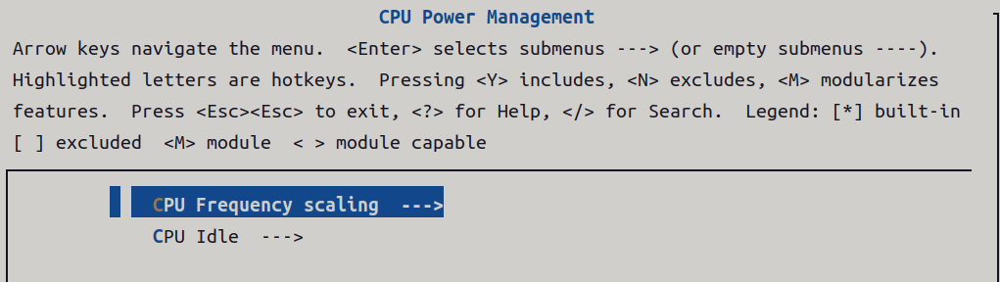 CPU Power Management
Arrow keys navigate the menu.  <Enter> selects submenus ---> (or empty submenus ----).
Highlighted letters are hotkeys.  Pressing <Y> includes, <N> excludes, <M> modularizes
features.  Press <Esc><Esc> to exit, <?> for Help, </> for Search.  Legend: [*] built-in
[ ] excluded  <M> module  < > module capable
CPU Frequency scaling  --->
CPU Idle  --->